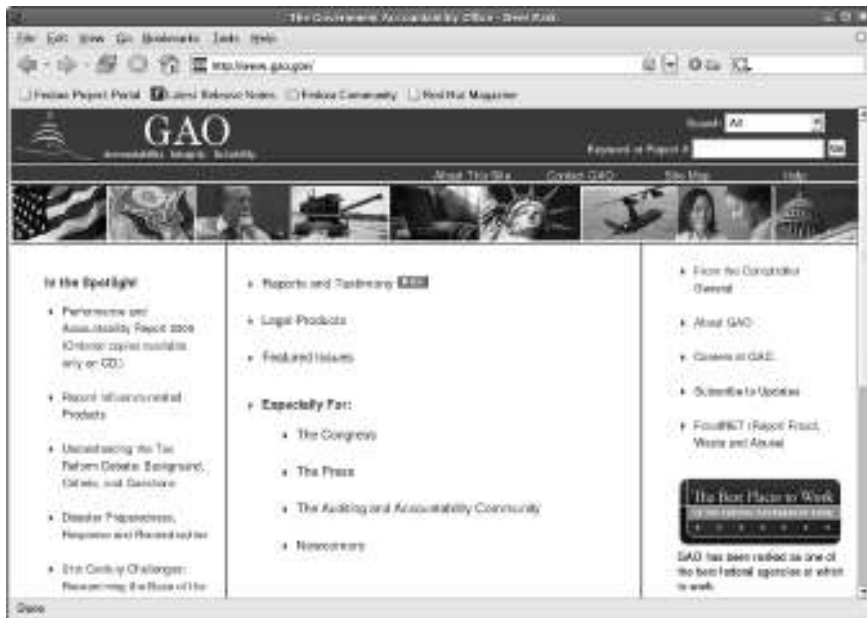 The Government Accountability Office - Deer Park
File Edit View Go Bookmarks Tools Help
http://www.gao.gov/
Fedora Project Portal Latest Release Notes Fedora Community Red Hat Magazine
GAO
Accountability Integrity Reliability
Search: All
Keyword or Report #
About This Site Contact GAO Site Map Help
In the Spotlight
Performance and
Accountability Report 2005
(Limited copies available
only on CD.)
Recent Influenza-related
Products
Understanding the Tax
Reform Debate: Background,
Criteria, and Questions
Disaster Preparedness,
Response and Reconstruction
21st Century Challenges:
Reexamining the Base of the
Reports and Testimony
Legal Products
Featured Issues
Especially For:
The Congress
The Press
The Auditing and Accountability Community
Newcomers
From the Comptroller
General
About GAO
Careers at GAO
Subscribe to Updates
FraudNET (Report Fraud,
Waste and Abuse)
The Best Places to Work
GAO has been ranked as one of
the best federal agencies at which
to work.
Done